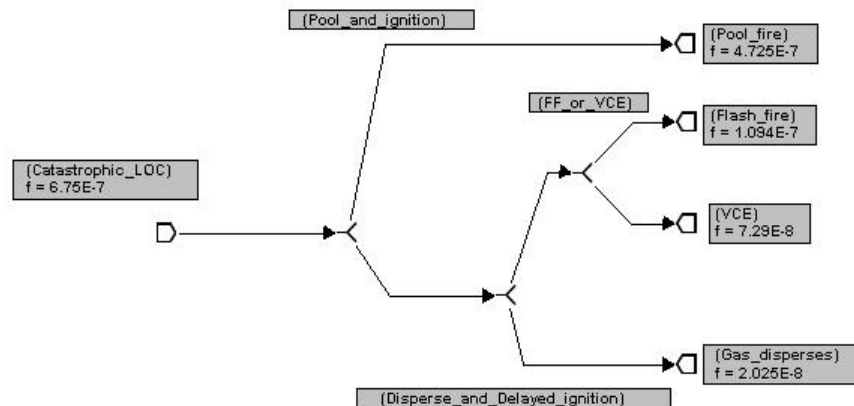 (Pool_and_ignition)
(Pool_fire)
f = 4.725E-7
(FF_or_VCE)
(Flash_fire)
f = 1.094E-7
(Catastrophic_LOC)
f = 6.75E-7
(VCE)
f = 7.29E-8
(Gas_disperses)
f = 2.025E-8
(Disperse_and_Delayed_ignition)